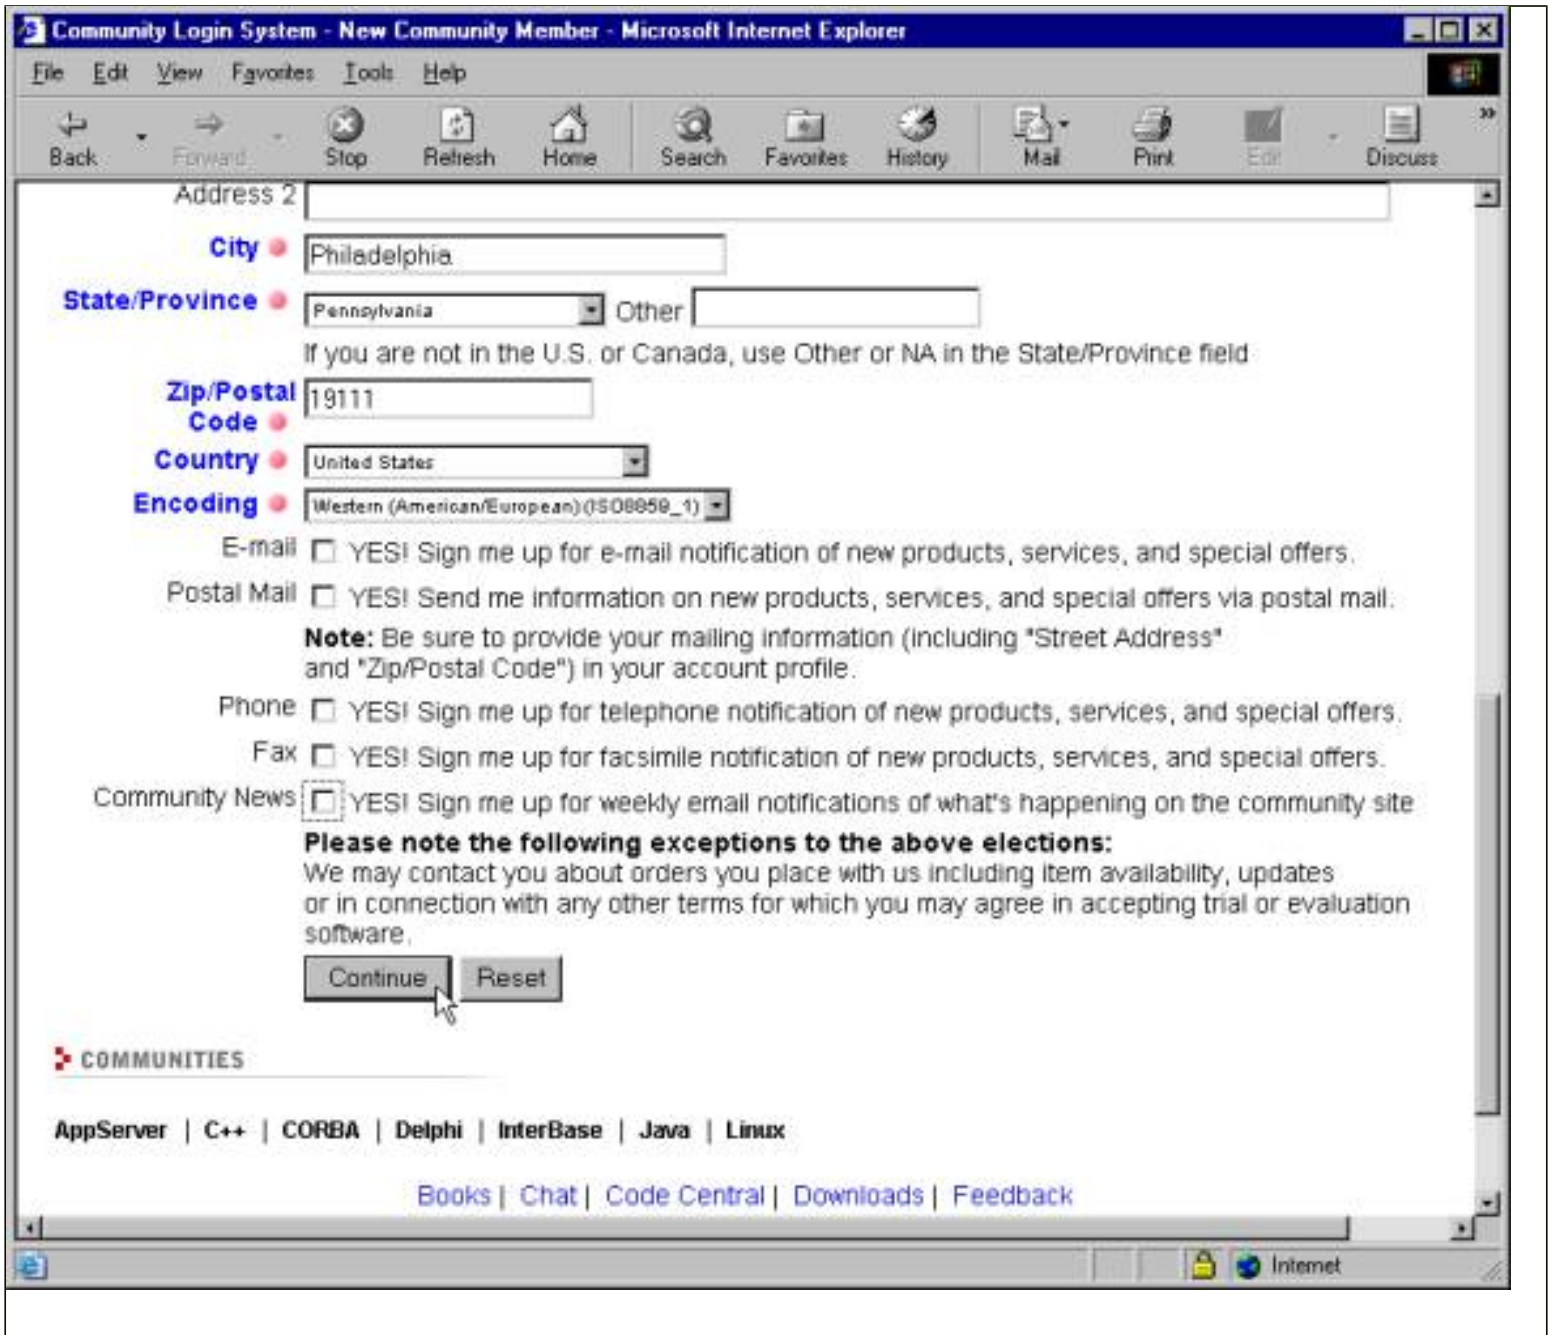 Community Login System - New Community Member - Microsoft Internet Explorer
File Edit View Favorites Tools Help
Back Forward Stop Refresh Home Search Favorites History Mail Print Edit Discuss »
Address 2
City Philadelphia
State/Province Pennsylvania Other
If you are not in the U.S. or Canada, use Other or NA in the State/Province field
Zip/Postal
Code 19111
Country United States
Encoding Western (American/European)(ISO8859_1)
E-mail YES! Sign me up for e-mail notification of new products, services, and special offers.
Postal Mail YES! Send me information on new products, services, and special offers via postal mail.
Note: Be sure to provide your mailing information (including "Street Address"
and "Zip/Postal Code") in your account profile.
Phone YES! Sign me up for telephone notification of new products, services, and special offers.
Fax YES! Sign me up for facsimile notification of new products, services, and special offers.
Community News YES! Sign me up for weekly email notifications of what's happening on the community site
Please note the following exceptions to the above elections:
We may contact you about orders you place with us including item availability, updates
or in connection with any other terms for which you may agree in accepting trial or evaluation
software.
Continue Reset
COMMUNITIES
AppServer | C++ | CORBA | Delphi | InterBase | Java | Linux
Books | Chat | Code Central | Downloads | Feedback
Internet